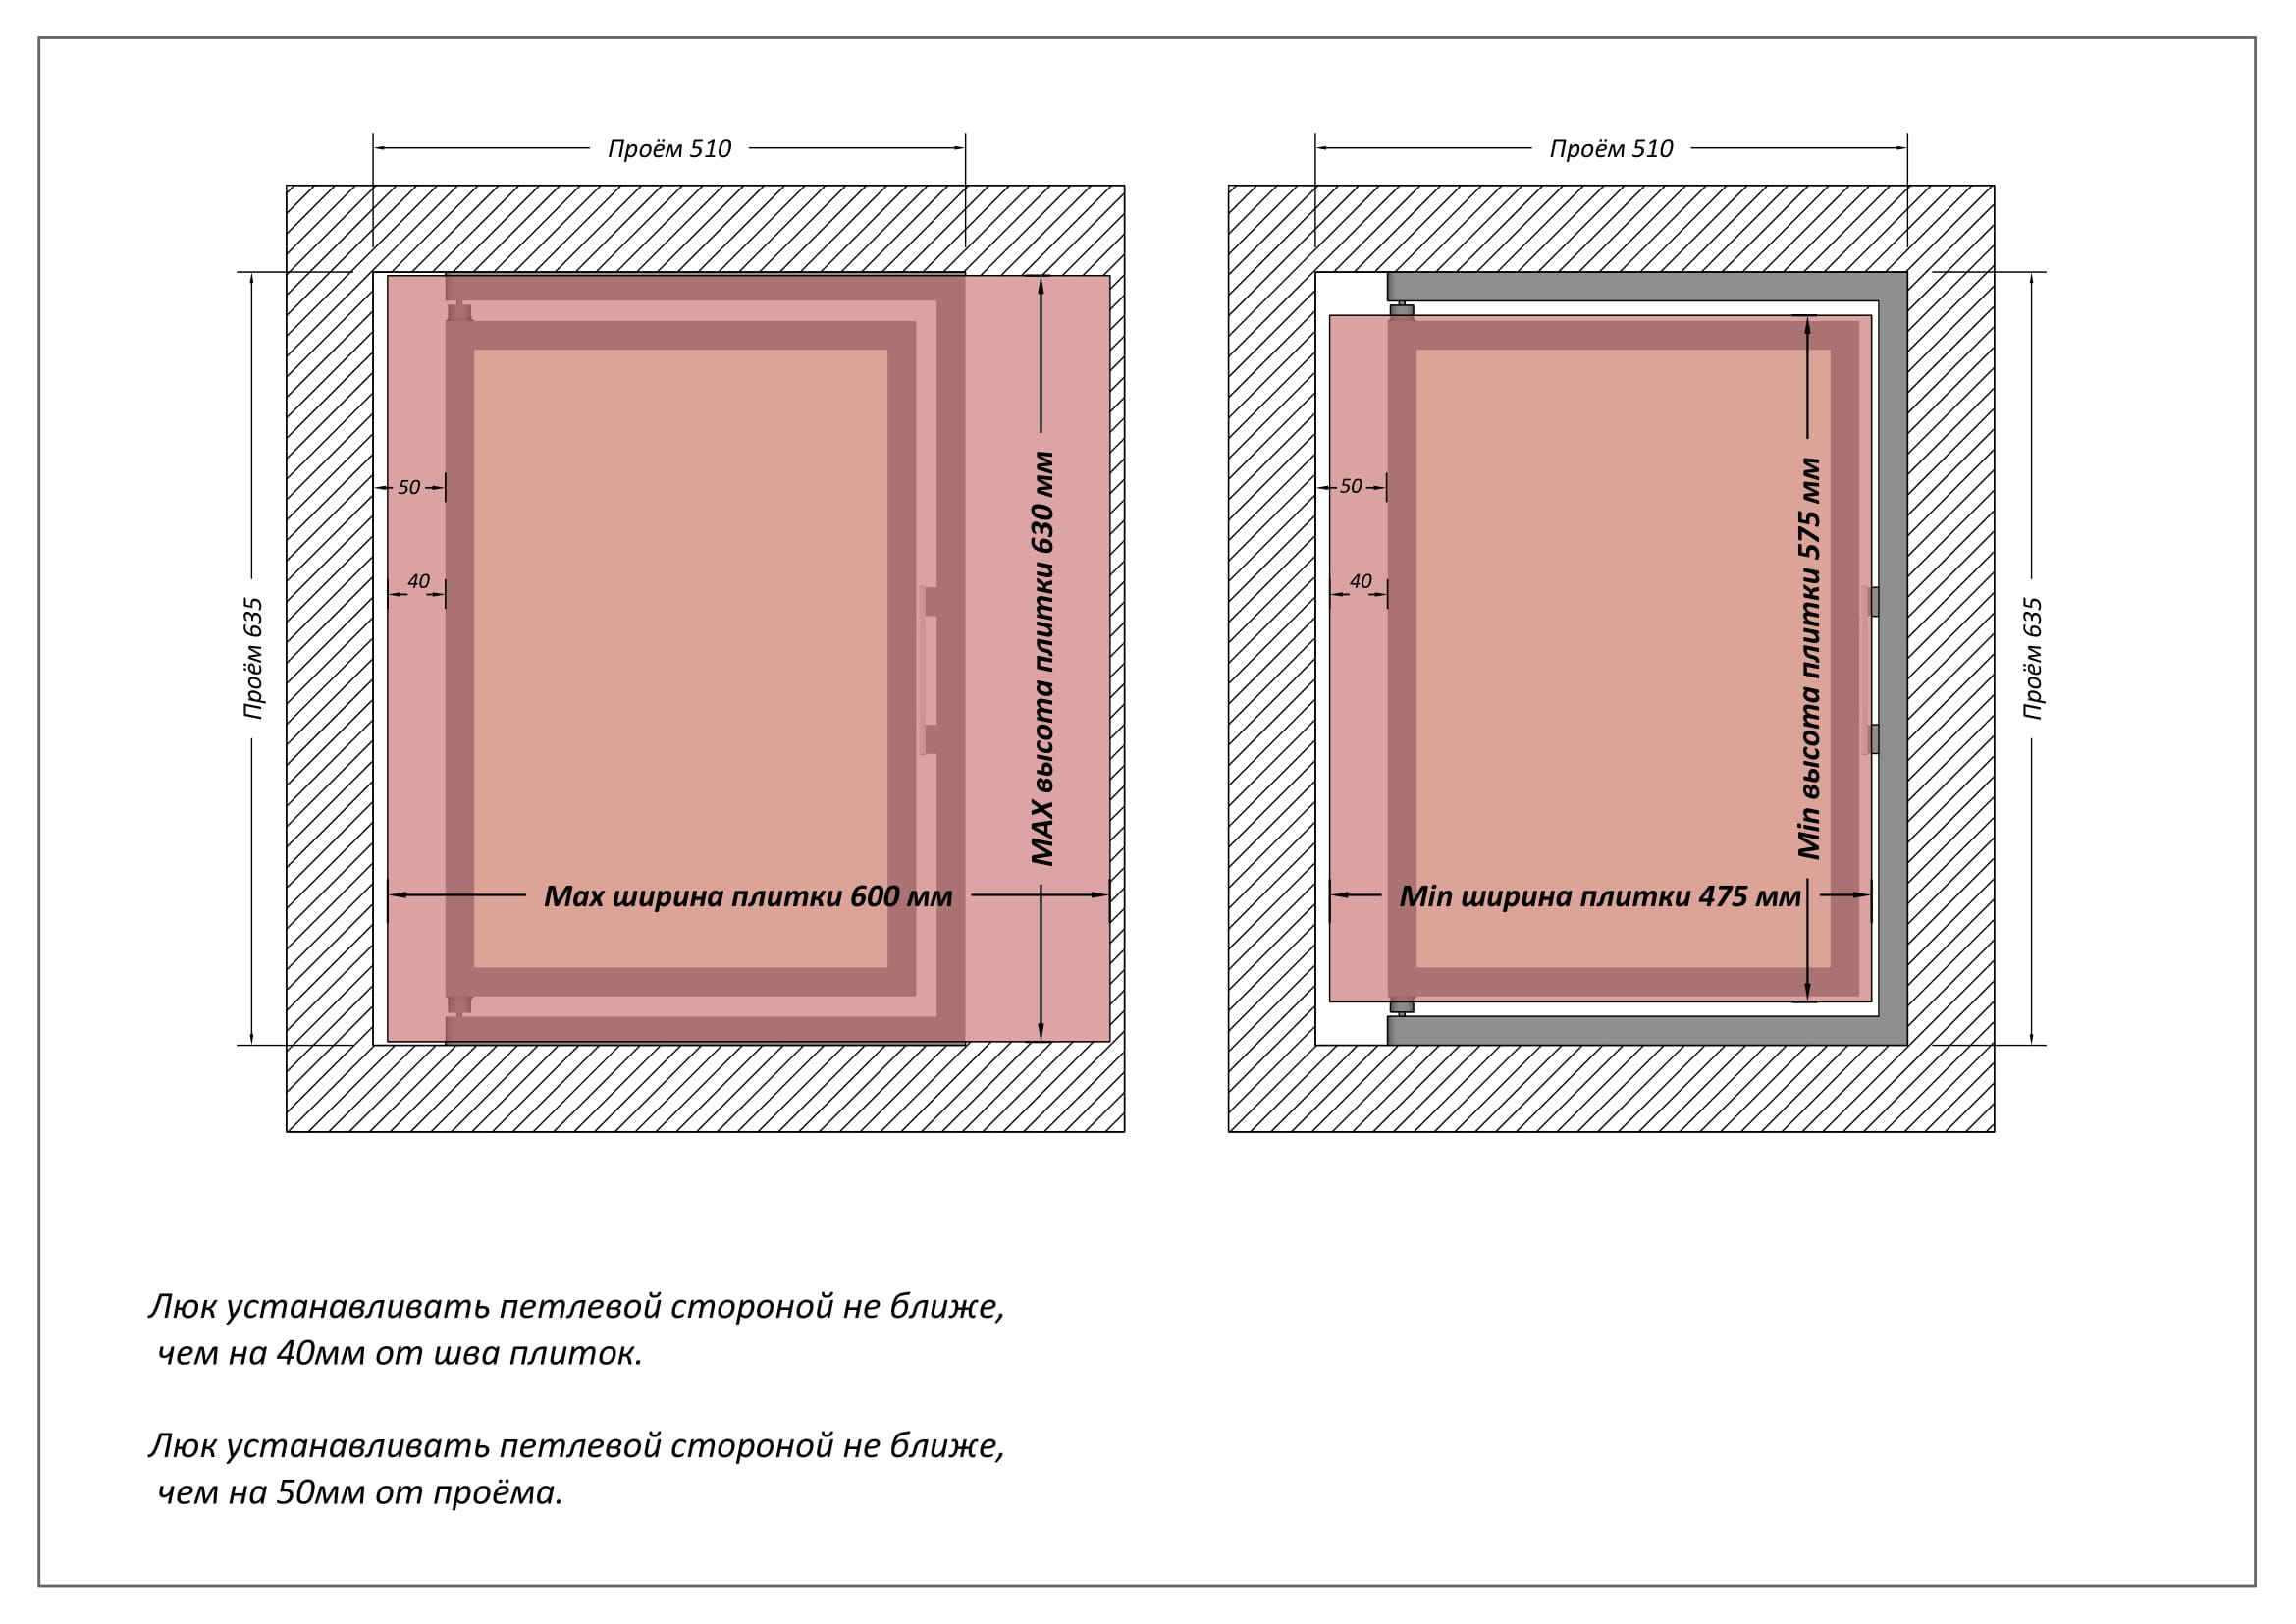 Проём 510
Проём 510
50
50
40
40
Проём 635
Проём 635
MAX высота плитки 630 мм
Min высота плитки 575 мм
Max ширина плитки 600 мм
Min ширина плитки 475 мм
Люк устанавливать петлевой стороной не ближе,
чем на 40мм от шва плиток.
Люк устанавливать петлевой стороной не ближе,
чем на 50мм от проёма.